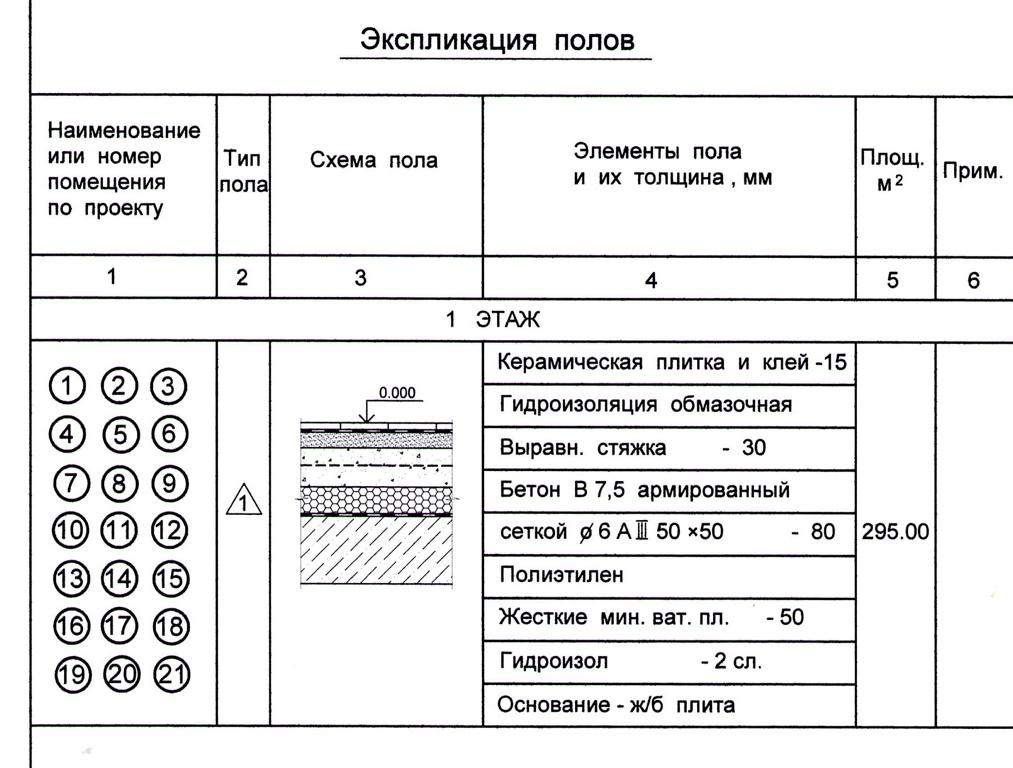 Экспликация полов
Наименование
или номер
помещения
по проекту
Тип
пола
Схема пола
Элементы пола
и их толщина , мм
Площ.
м²
Прим.
1 2 3 4 5 6
1 ЭТАЖ
1 2 3
4 5 6
7 8 9
10 11 12
13 14 15
16 17 18
19 20 21
1
0.000
Керамическая плитка и клей -15
Гидроизоляция обмазочная
Выравн. стяжка - 30
Бетон В 7,5 армированный
сеткой ⌀ 6 А III 50 ×50 - 80
Полиэтилен
Жесткие мин. ват. пл. - 50
Гидроизол - 2 сл.
Основание - ж/б плита
295.00